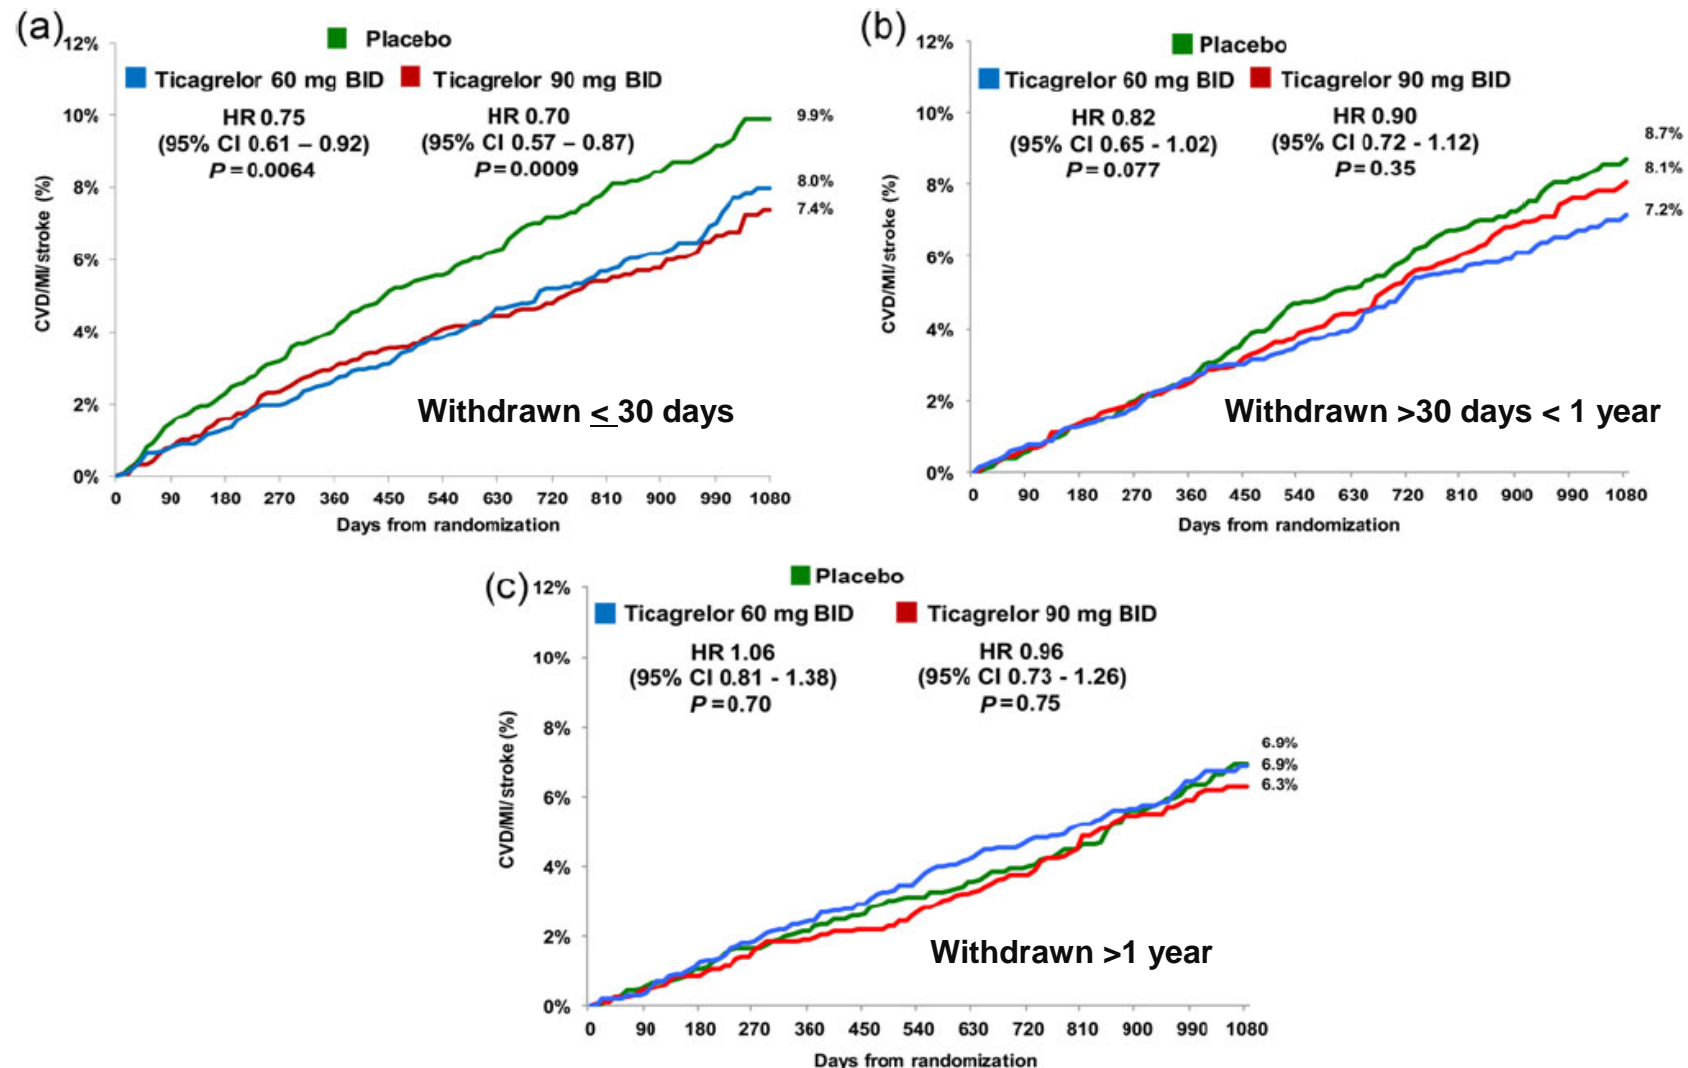 (a)
12%
10%
8%
6%
4%
2%
0%
CVD/MI/stroke (%)
Placebo
Ticagrelor 60 mg BID
Ticagrelor 90 mg BID
HR 0.75
(95% CI 0.61 – 0.92)
P=0.0064
HR 0.70
(95% CI 0.57 – 0.87)
P=0.0009
9.9%
8.0%
7.4%
Withdrawn < 30 days
0 90 180 270 360 450 540 630 720 810 900 990 1080
Days from randomization
(b)
12%
10%
8%
6%
4%
2%
0%
CVD/MI/stroke (%)
Placebo
Ticagrelor 60 mg BID
Ticagrelor 90 mg BID
HR 0.82
(95% CI 0.65 - 1.02)
P=0.077
HR 0.90
(95% CI 0.72 - 1.12)
P=0.35
8.7%
8.1%
7.2%
Withdrawn >30 days < 1 year
0 90 180 270 360 450 540 630 720 810 900 990 1080
Days from randomization
(c)
12%
10%
8%
6%
4%
2%
0%
CVD/MI/stroke (%)
Placebo
Ticagrelor 60 mg BID
Ticagrelor 90 mg BID
HR 1.06
(95% CI 0.81 - 1.38)
P=0.70
HR 0.96
(95% CI 0.73 - 1.26)
P=0.75
6.9%
6.9%
6.3%
Withdrawn >1 year
0 90 180 270 360 450 540 630 720 810 900 990 1080
Days from randomization